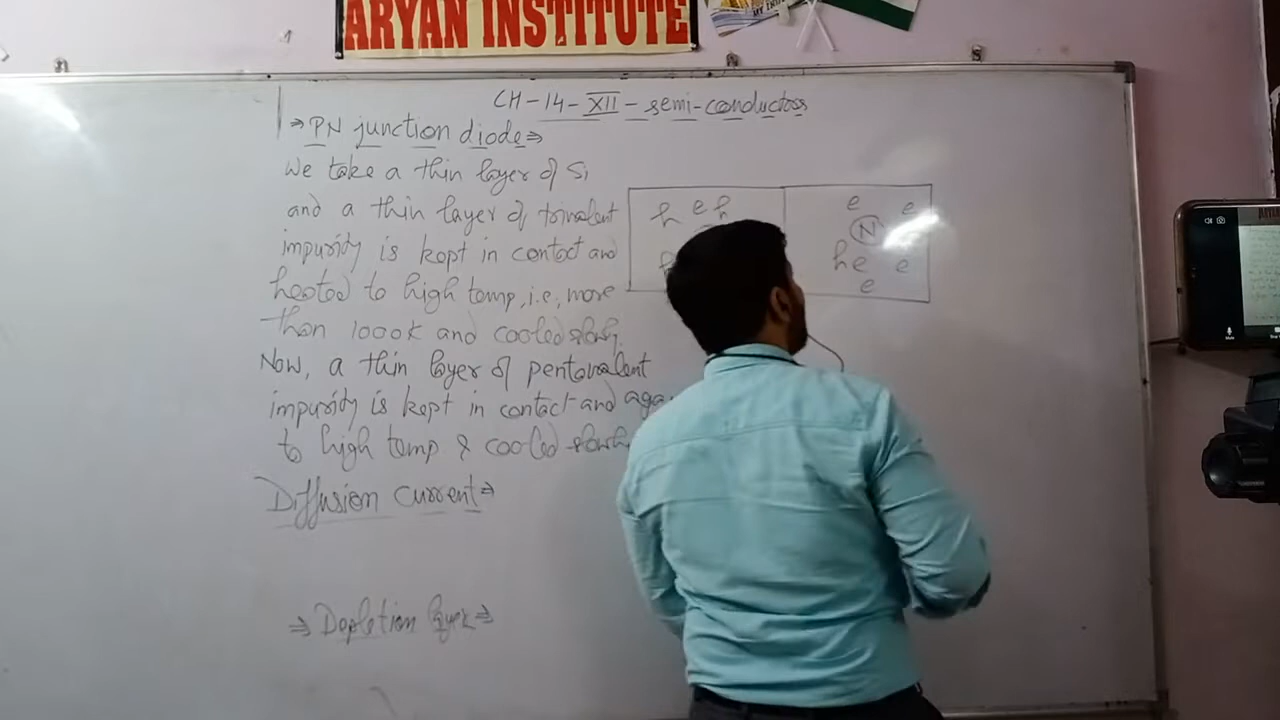 ARYAN INSTITUTE
CH-14-XII-semi-conductors
→ PN junction diode ⇒
We take a thin layer of Si
and a thin layer of trivalent
impurity is kept in contact and
heated to high temp, i.e., more
than 1000k and cooled slowly.
Now, a thin layer of pentavalent
impurity is kept in contact and aga
to high temp & cooled slowly
Diffusion current ⇒
⇒ Depletion layer ⇒
h e h
e e
N
h e e
e